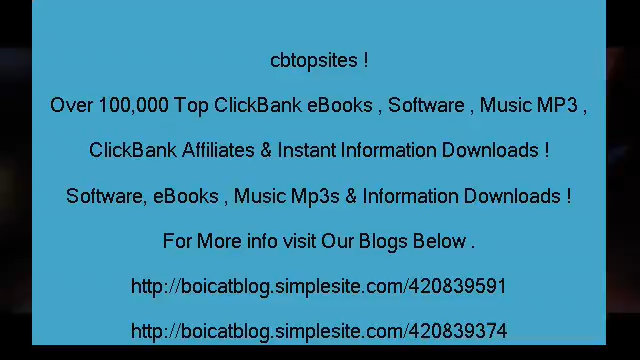 cbtopsites !
Over 100,000 Top ClickBank eBooks , Software , Music MP3 ,
ClickBank Affiliates & Instant Information Downloads !
Software, eBooks , Music Mp3s & Information Downloads !
For More info visit Our Blogs Below .
http://boicatblog.simplesite.com/420839591
http://boicatblog.simplesite.com/420839374